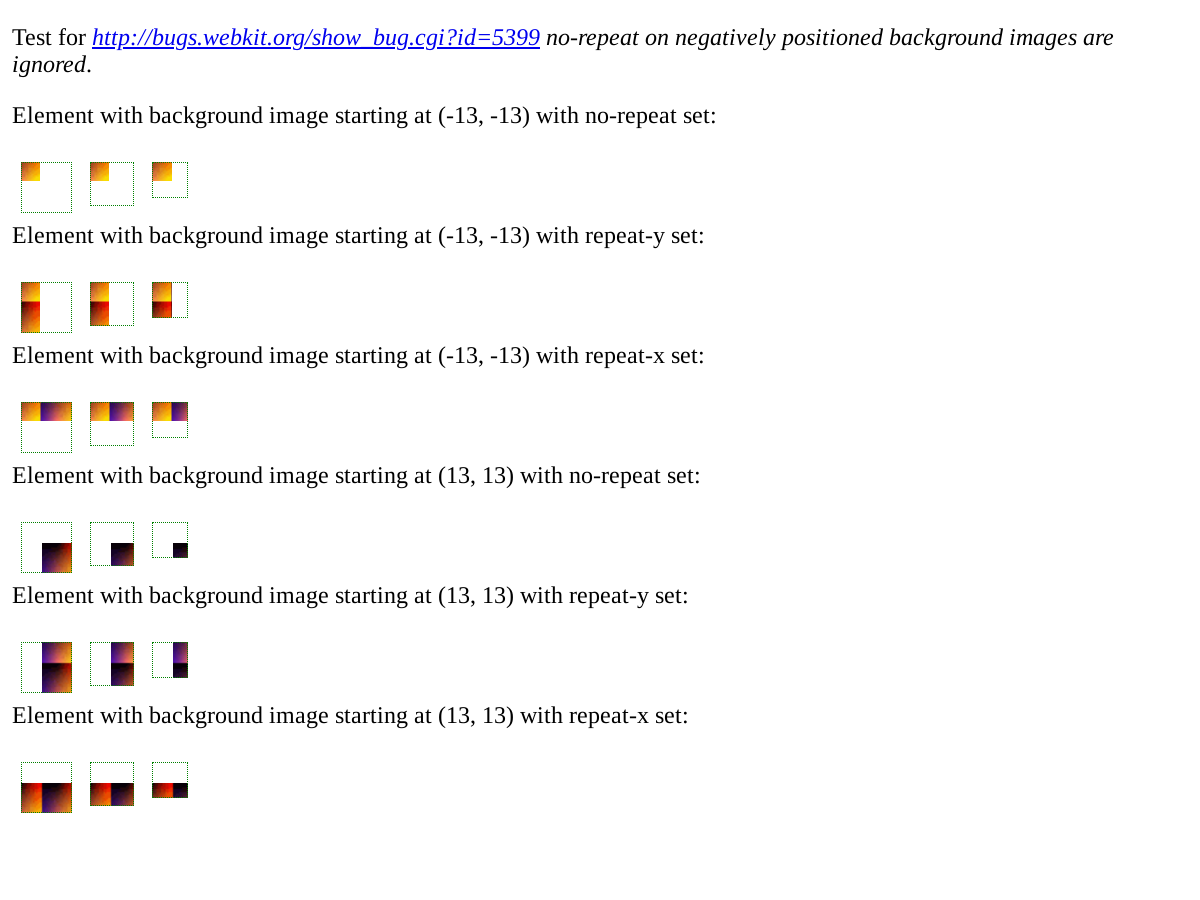 Test for http://bugs.webkit.org/show_bug.cgi?id=5399 no-repeat on negatively positioned background images are
ignored.
Element with background image starting at (-13, -13) with no-repeat set:
Element with background image starting at (-13, -13) with repeat-y set:
Element with background image starting at (-13, -13) with repeat-x set:
Element with background image starting at (13, 13) with no-repeat set:
Element with background image starting at (13, 13) with repeat-y set:
Element with background image starting at (13, 13) with repeat-x set: